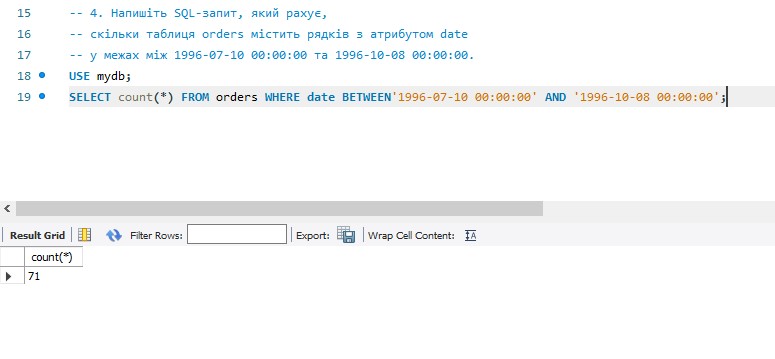 15 -- 4. Напишіть SQL-запит, який рахує,
16 -- скільки таблиця orders містить рядків з атрибутом date
17 -- у межах між 1996-07-10 00:00:00 та 1996-10-08 00:00:00.
18 USE mydb;
19 SELECT count(*) FROM orders WHERE date BETWEEN'1996-07-10 00:00:00' AND '1996-10-08 00:00:00';
Result Grid Filter Rows: Export: Wrap Cell Content:
count(*)
71